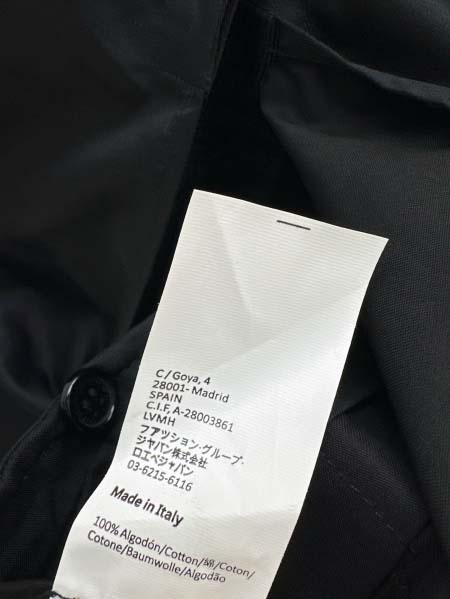 C/Goya, 4
28001- Madrid
SPAIN
C.I.F, A-28003861
LVMH
ファッション・グループ・
ジャパン株式会社
ロエベジャパン
03-6215-6116
Made in Italy
100% Algodón/Cotton/綿/Coton/
Cotone/Baumwolle/Algodão